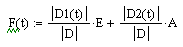 F(t) := |D1(t)|/|D| · E + |D2(t)|/|D| · A